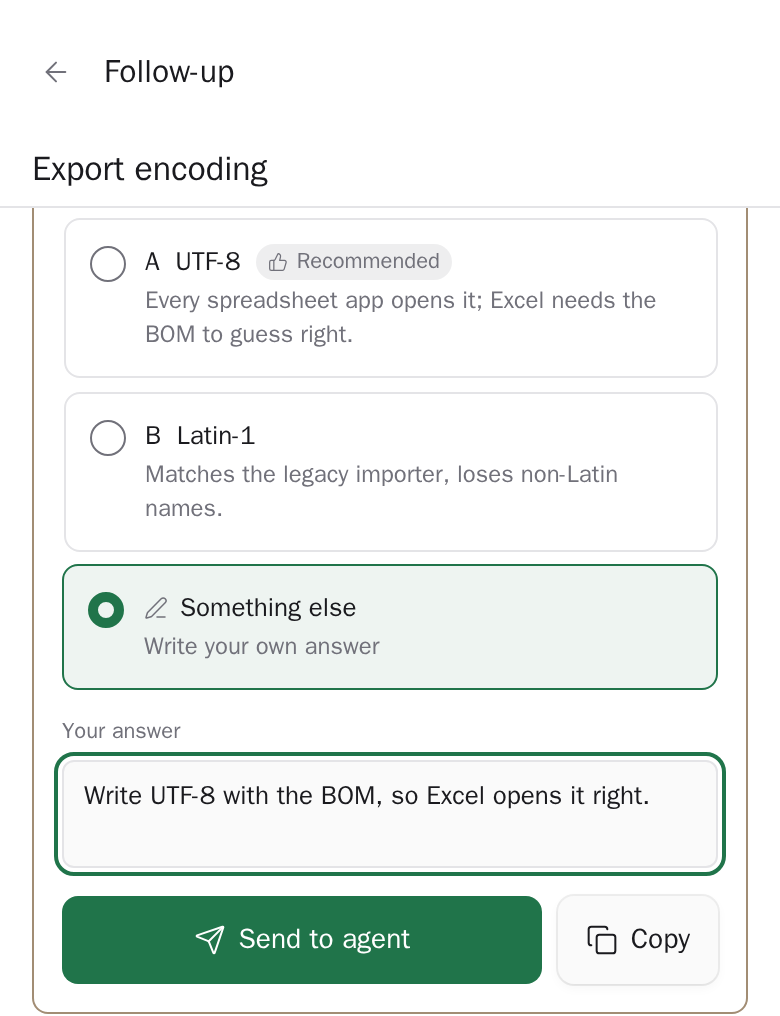 Follow-up
Export encoding
A UTF-8 Recommended
Every spreadsheet app opens it; Excel needs the
BOM to guess right.
B Latin-1
Matches the legacy importer, loses non-Latin
names.
Something else
Write your own answer
Your answer
Write UTF-8 with the BOM, so Excel opens it right.
Send to agent
Copy